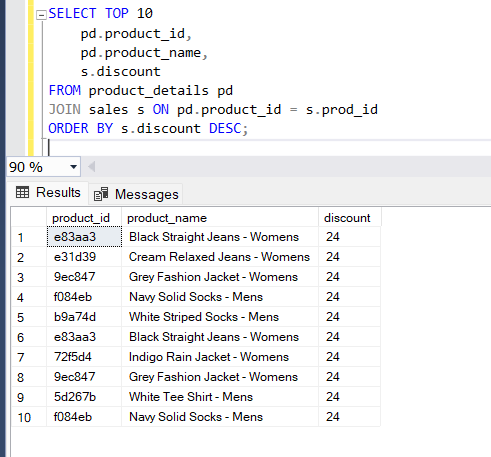 SELECT TOP 10
pd.product_id,
pd.product_name,
s.discount
FROM product_details pd
JOIN sales s ON pd.product_id = s.prod_id
ORDER BY s.discount DESC;
90 %
Results Messages
product_id product_name discount
1 e83aa3 Black Straight Jeans - Womens 24
2 e31d39 Cream Relaxed Jeans - Womens 24
3 9ec847 Grey Fashion Jacket - Womens 24
4 f084eb Navy Solid Socks - Mens 24
5 b9a74d White Striped Socks - Mens 24
6 e83aa3 Black Straight Jeans - Womens 24
7 72f5d4 Indigo Rain Jacket - Womens 24
8 9ec847 Grey Fashion Jacket - Womens 24
9 5d267b White Tee Shirt - Mens 24
10 f084eb Navy Solid Socks - Mens 24